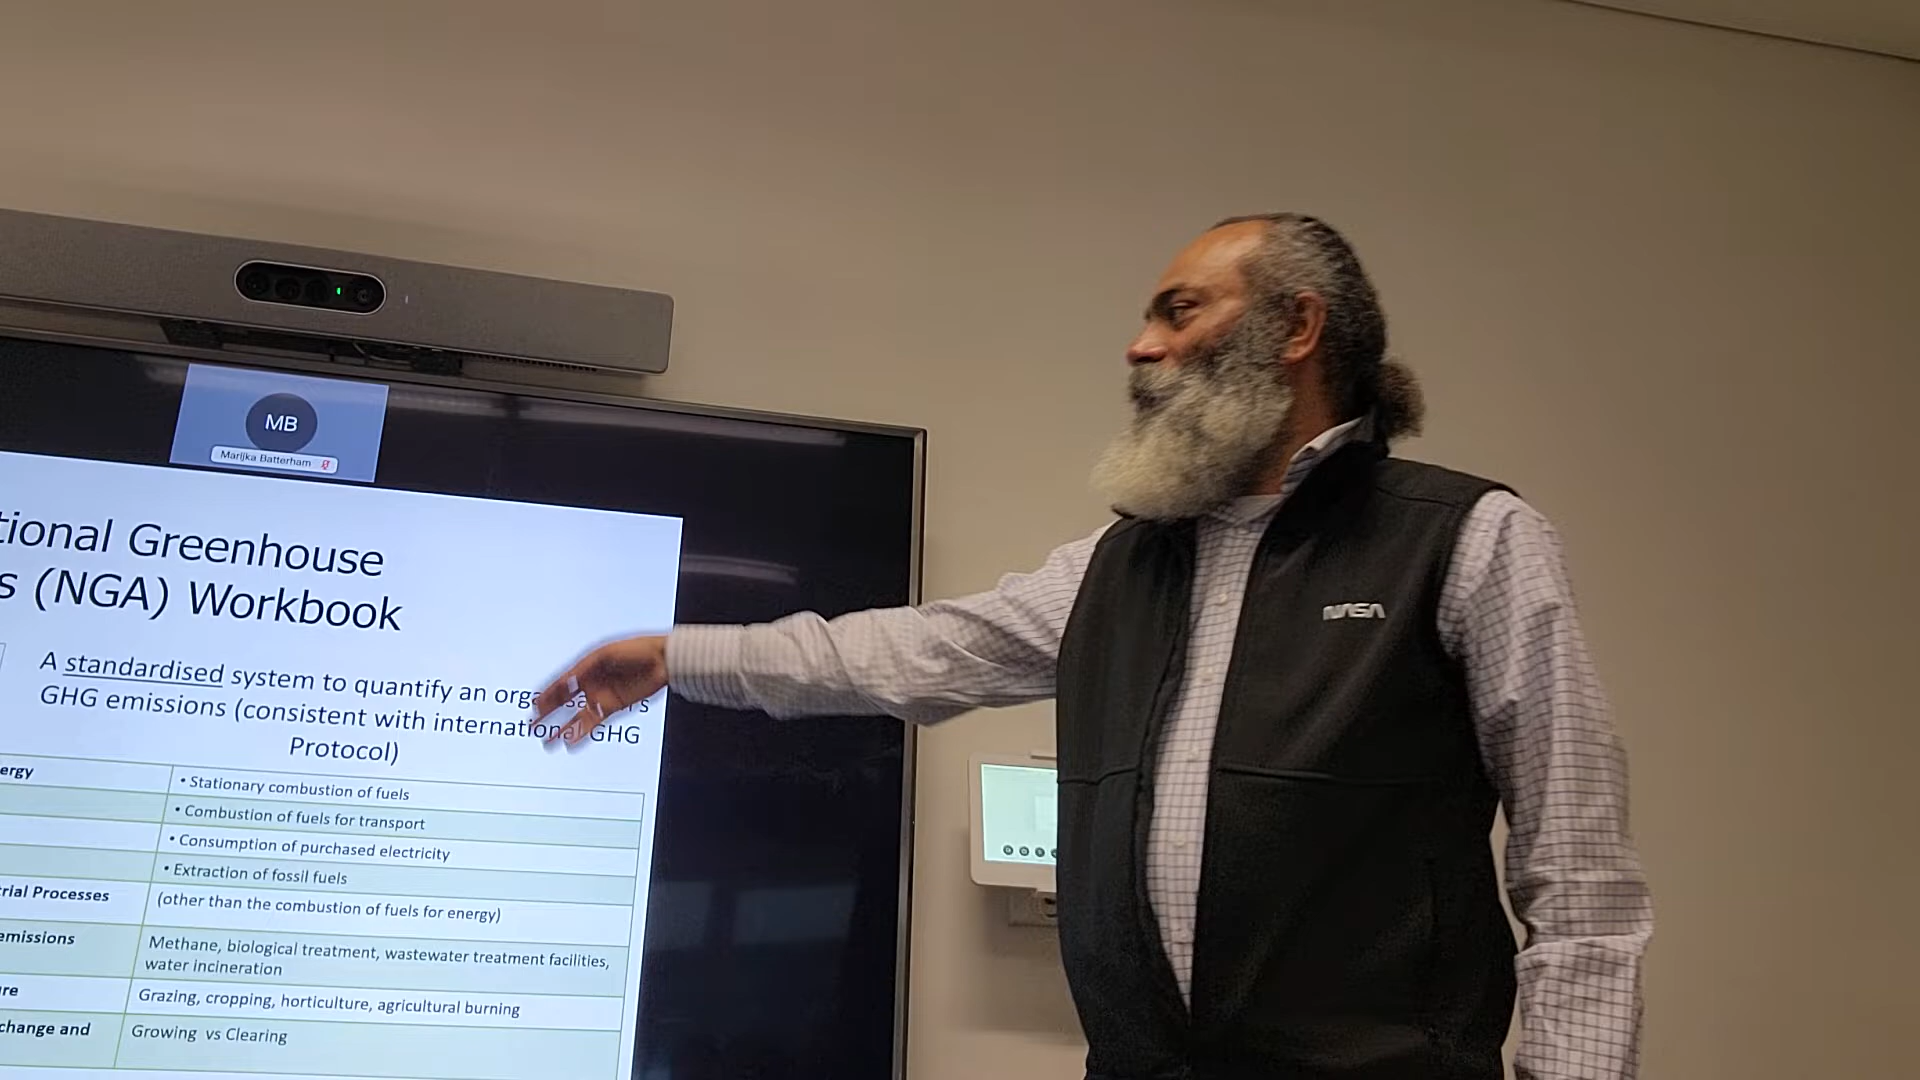 MB
Marijka Batterham
tional Greenhouse
s (NGA) Workbook
A standardised system to quantify an
GHG emissions (consistent with international GHG
Protocol)
ergy
• Stationary combustion of fuels
• Combustion of fuels for transport
• Consumption of purchased electricity
• Extraction of fossil fuels
trial Processes
(other than the combustion of fuels for energy)
emissions
Methane, biological treatment, wastewater treatment facilities,
water incineration
re
Grazing, cropping, horticulture, agricultural burning
change and
Growing vs Clearing
NASA